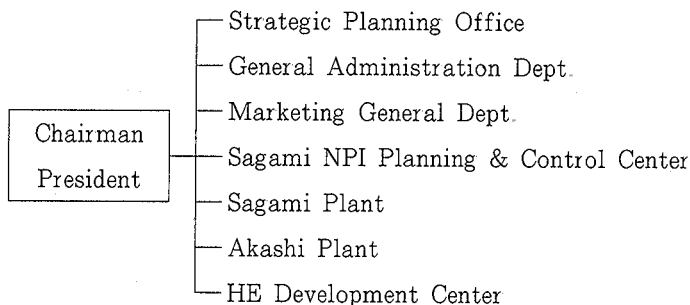 Chairman
President
Strategic Planning Office
General Administration Dept.
Marketing General Dept.
Sagami NPI Planning & Control Center
Sagami Plant
Akashi Plant
HE Development Center